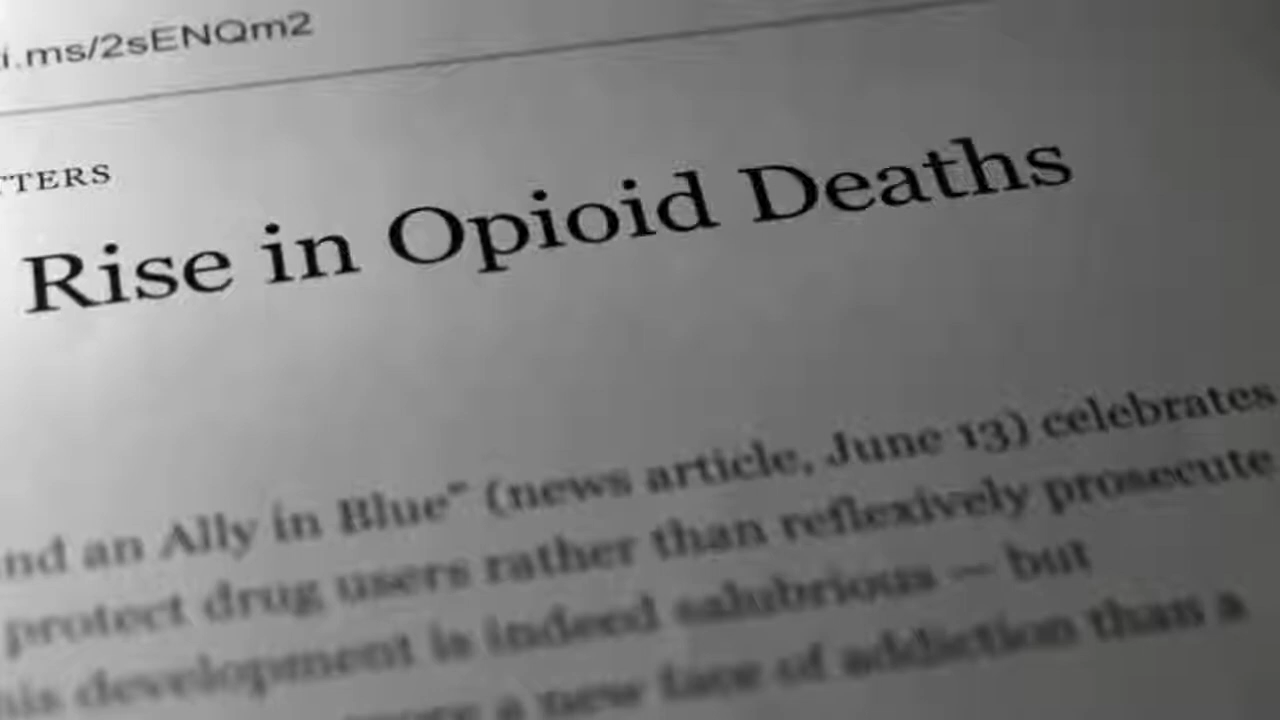 i.ms/2sENQm2
TTERS
Rise in Opioid Deaths
nd an Ally in Blue” (news article, June 13) celebrates
protect drug users rather than reflexively prosecute
his development is indeed salubrious — but
a new face of addiction than a